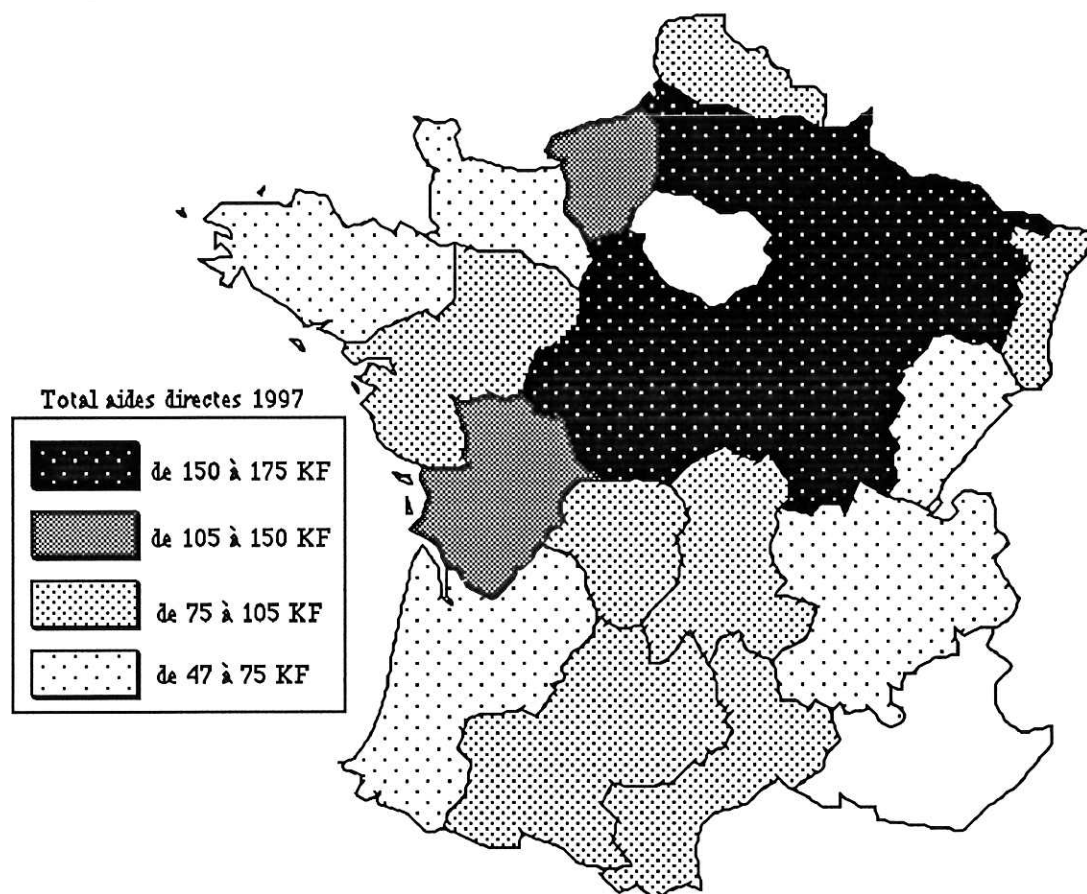 Total aides directes 1997
de 150 à 175 KF
de 105 à 150 KF
de 75 à 105 KF
de 47 à 75 KF